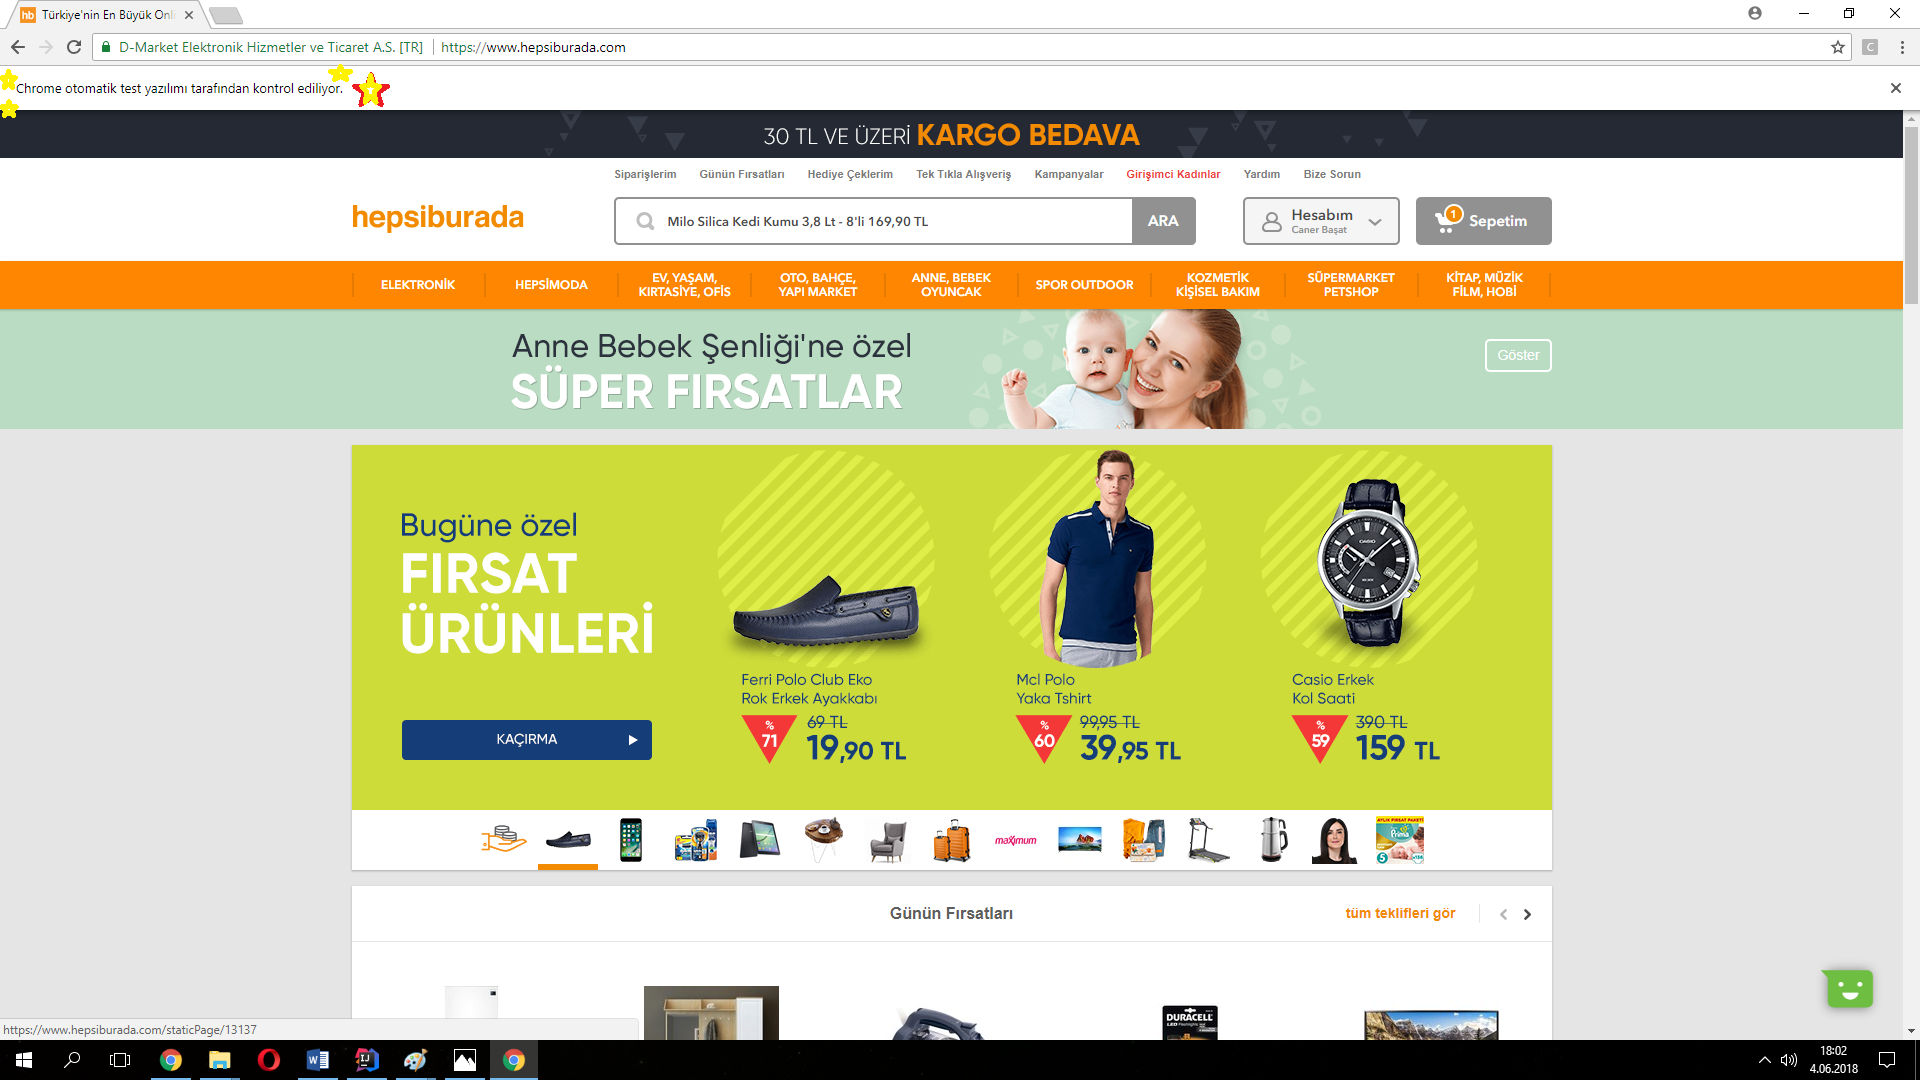 Türkiye'nin En Büyük Onl
D-Market Elektronik Hizmetler ve Ticaret A.S. [TR]
https://www.hepsiburada.com
Chrome otomatik test yazılımı tarafından kontrol ediliyor.
30 TL VE ÜZERİ KARGO BEDAVA
Siparişlerim Günün Fırsatları Hediye Çeklerim Tek Tıkla Alışveriş Kampanyalar Girişimci Kadınlar Yardım Bize Sorun
hepsiburada
Milo Silica Kedi Kumu 3,8 Lt - 8'li 169,90 TL
ARA
Hesabım
Caner Başat
1
Sepetim
ELEKTRONİK
HEPSİMODA
EV, YAŞAM,
KIRTASİYE, OFİS
OTO, BAHÇE,
YAPI MARKET
ANNE, BEBEK
OYUNCAK
SPOR OUTDOOR
KOZMETİK
KİŞİSEL BAKIM
SÜPERMARKET
PETSHOP
KİTAP, MÜZİK
FİLM, HOBİ
Anne Bebek Şenliği'ne özel
SÜPER FIRSATLAR
Göster
Bugüne özel
FIRSAT
ÜRÜNLERİ
KAÇIRMA
Ferri Polo Club Eko
Rok Erkek Ayakkabı
% 71
69 TL
19,90 TL
Mcl Polo
Yaka Tshirt
% 60
99,95 TL
39,95 TL
CASIO
Casio Erkek
Kol Saati
% 59
390 TL
159 TL
maximum
AYLIK FIRSAT PAKETİ
Prima
5
Günün Fırsatları
tüm teklifleri gör
DURACELL
LED
https://www.hepsiburada.com/staticPage/13137
18:02
4.06.2018